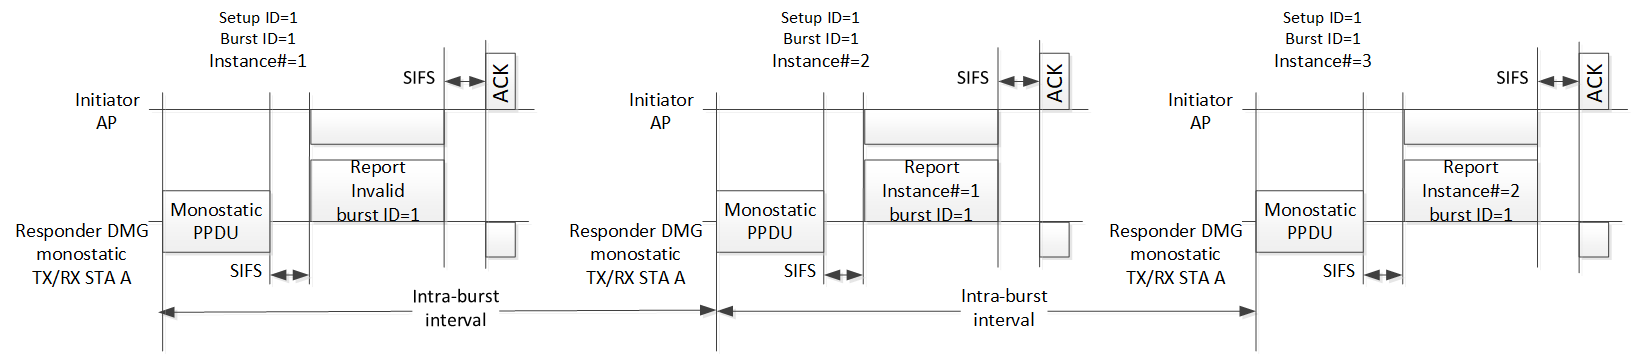 Setup ID=1
Burst ID=1
Instance#=1
SIFS
ACK
Initiator
AP
Report
Invalid
burst ID=1
Monostatic
PPDU
Responder DMG
monostatic
TX/RX STA A
SIFS
Intra-burst
interval
Setup ID=1
Burst ID=1
Instance#=2
SIFS
ACK
Initiator
AP
Report
Instance#=1
burst ID=1
Monostatic
PPDU
Responder DMG
monostatic
TX/RX STA A
SIFS
Intra-burst
interval
Setup ID=1
Burst ID=1
Instance#=3
SIFS
ACK
Initiator
AP
Report
Instance#=2
burst ID=1
Monostatic
PPDU
Responder DMG
monostatic
TX/RX STA A
SIFS